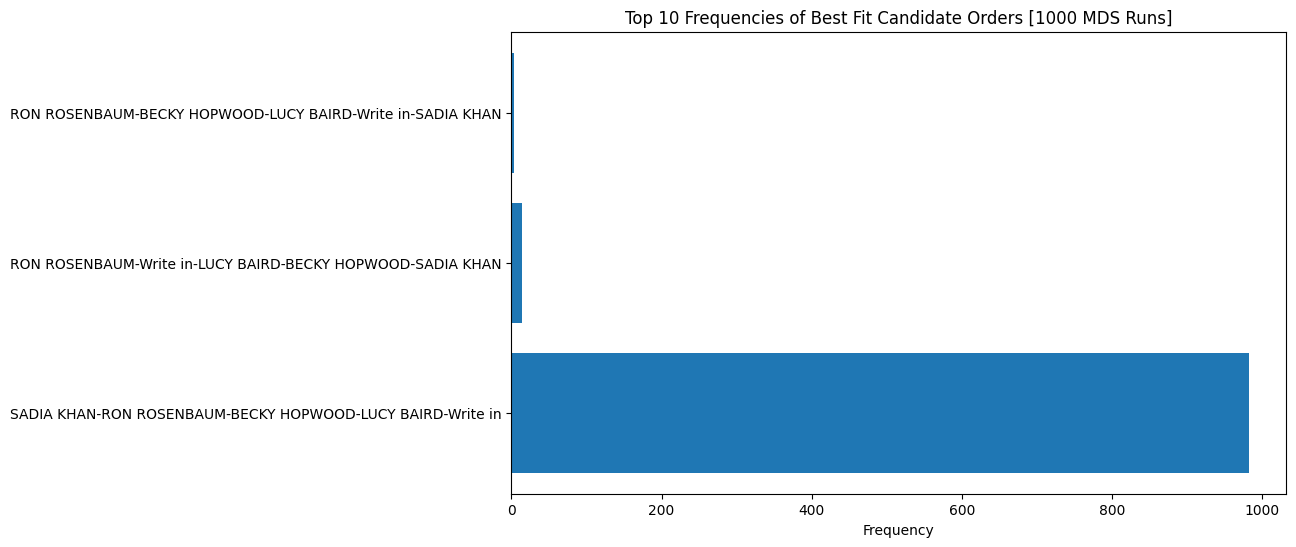 Top 10 Frequencies of Best Fit Candidate Orders [1000 MDS Runs]
RON ROSENBAUM-BECKY HOPWOOD-LUCY BAIRD-Write in-SADIA KHAN
RON ROSENBAUM-Write in-LUCY BAIRD-BECKY HOPWOOD-SADIA KHAN
SADIA KHAN-RON ROSENBAUM-BECKY HOPWOOD-LUCY BAIRD-Write in
0 200 400 600 800 1000
Frequency